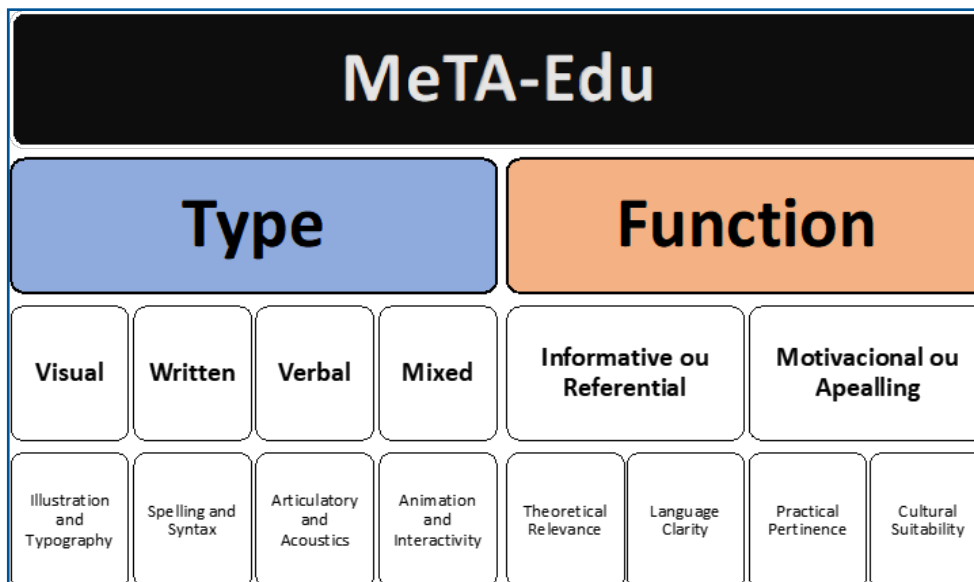 MeTA-Edu
Type
Function
Visual
Written
Verbal
Mixed
Informative ou
Referential
Motivacional ou
Apealling
Illustration
and
Typography
Spelling and
Syntax
Articulatory
and
Acoustics
Animation
and
Interactivity
Theoretical
Relevance
Language
Clarity
Practical
Pertinence
Cultural
Suitability